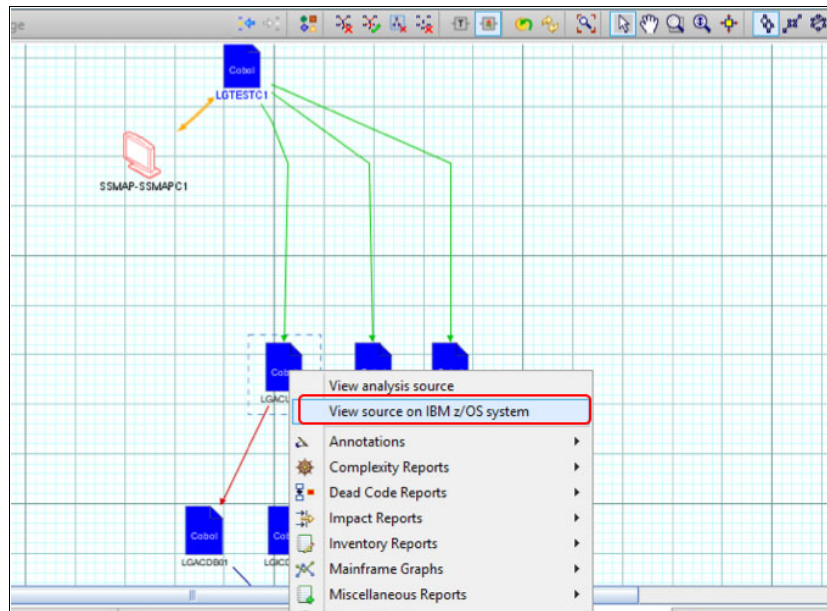 ge
Cobol
LGTESTC1
SSMAP-SSMAPC1
View analysis source
View source on IBM z/OS system
Annotations
Complexity Reports
Dead Code Reports
Impact Reports
Inventory Reports
Mainframe Graphs
Miscellaneous Reports
Cobol
LGACDB01